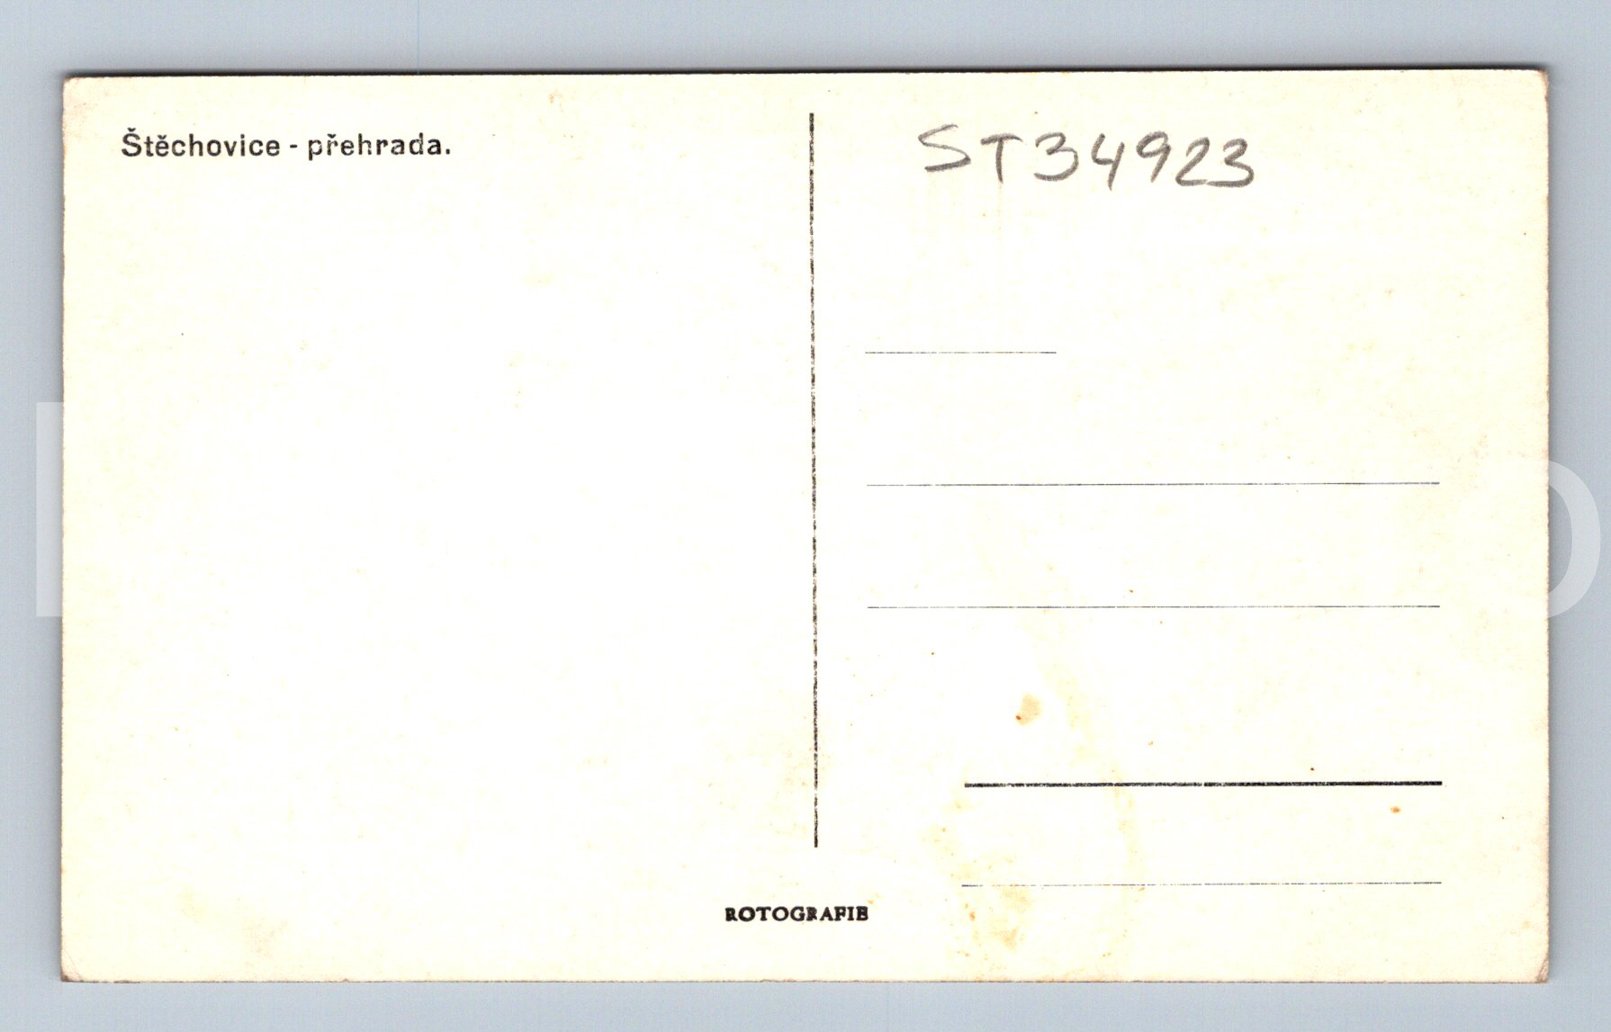 Štěchovice - přehrada.
ST34923
ROTOGRAFIE